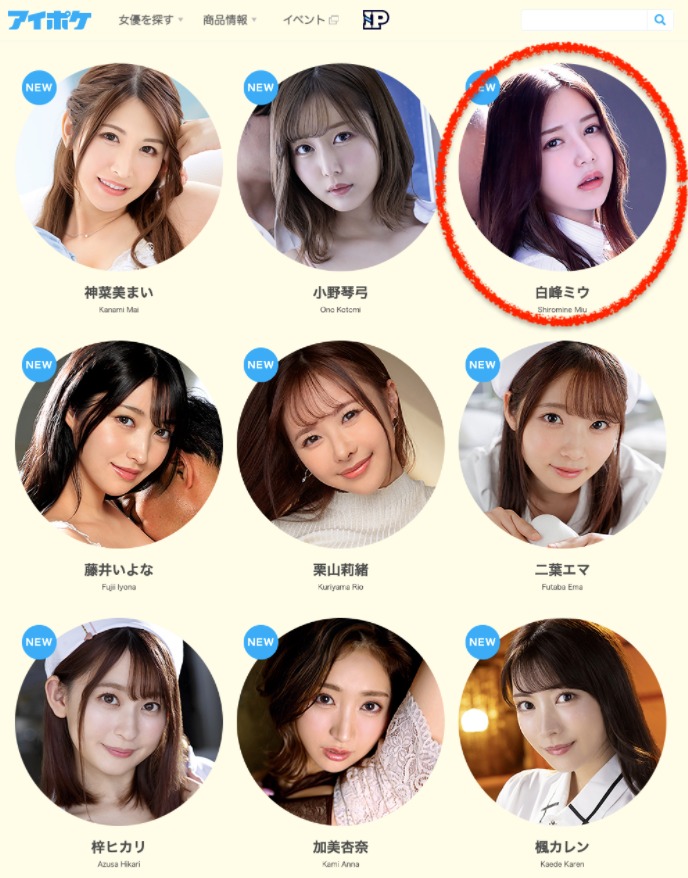 アイポケ
女優を探す
商品情報
イベント
NP
NEW
NEW
NEW
神菜美まい
小野琴弓
白峰ミウ
Kanami Mai
Ono Kotomi
Shiromine Miu
NEW
NEW
NEW
藤井いよな
栗山莉緒
二葉エマ
Fujii Iyona
Kuriyama Rio
Futaba Ema
NEW
NEW
NEW
梓ヒカリ
加美杏奈
楓カレン
Azusa Hikari
Kami Anna
Kaede Karen